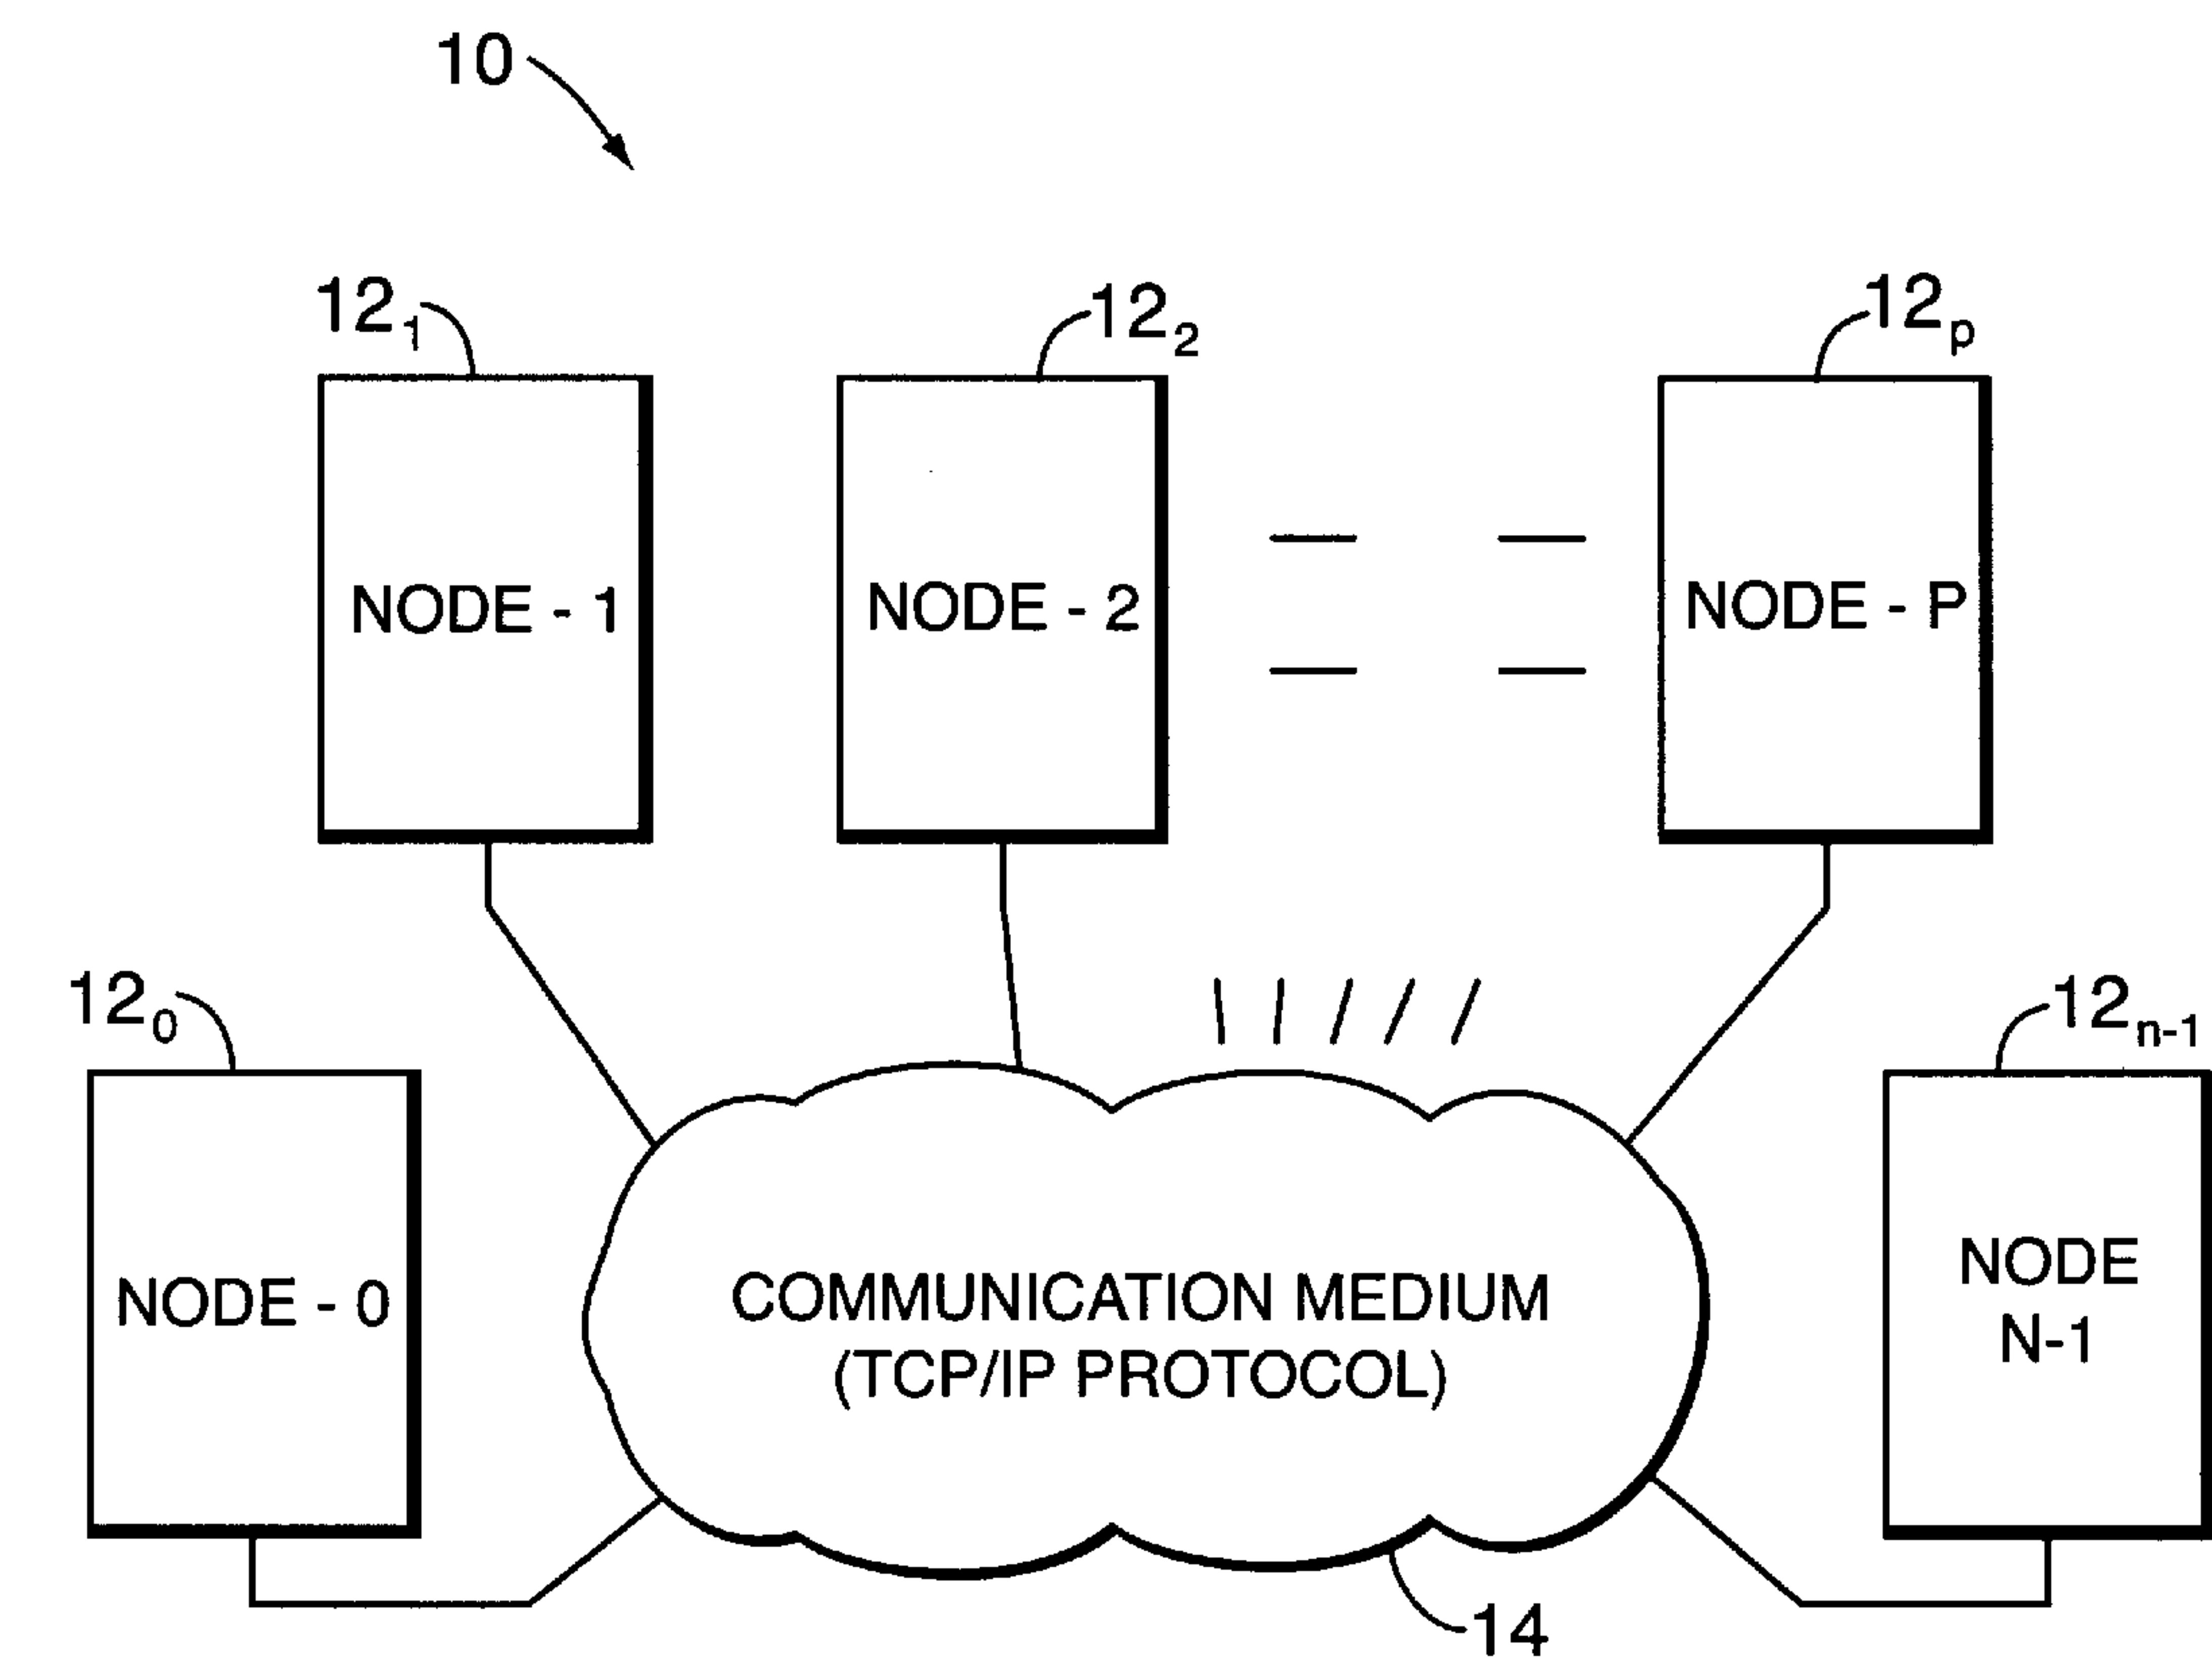 10
12₁
12₂
12ₚ
NODE - 1
NODE - 2
NODE - P
12₀
12ₙ₋₁
NODE - 0
COMMUNICATION MEDIUM
(TCP/IP PROTOCOL)
NODE
N-1
14